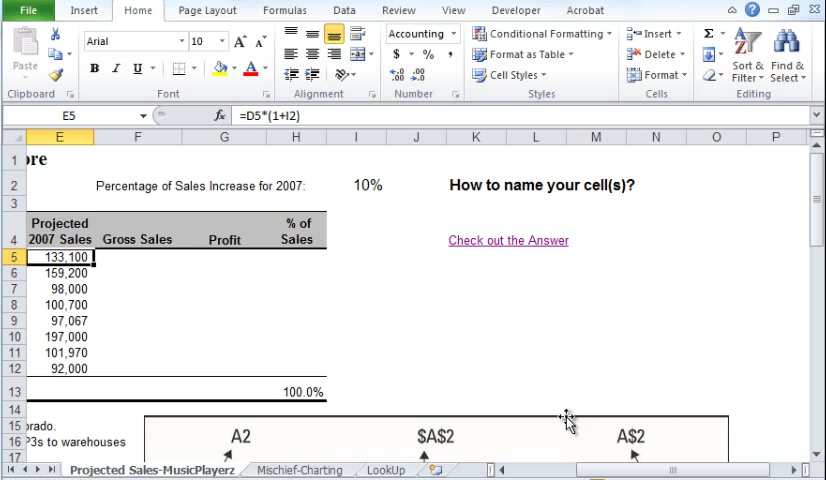 File Insert Home Page Layout Formulas Data Review View Developer Acrobat
Paste Arial 10 A A Accounting Conditional Formatting Insert Σ
B I U A $ % , Format as Table Delete Sort & Find &
Cell Styles Format Filter Select
Clipboard Font Alignment Number Styles Cells Editing
E5 fx =D5*(1+I2)
E F G H I J K L M N O P
1 ore
2 Percentage of Sales Increase for 2007: 10% How to name your cell(s)?
3
Projected % of
4 2007 Sales Gross Sales Profit Sales Check out the Answer
5 133,100
6 159,200
7 98,000
8 100,700
9 97,067
10 197,000
11 101,970
12 92,000
13 100.0%
14
15 orado.
16 P3s to warehouses A2 $A$2 A$2
17
Projected Sales-MusicPlayerz Mischief-Charting LookUp